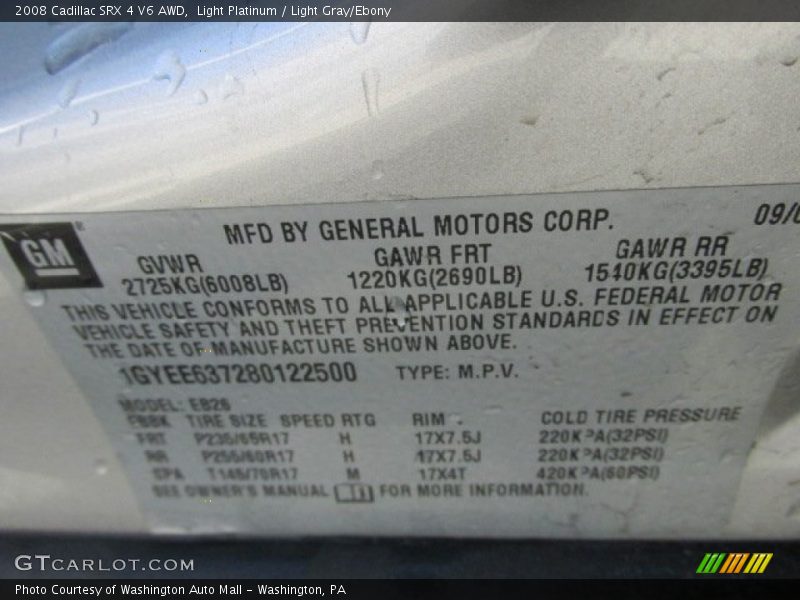 2008 Cadillac SRX 4 V6 AWD,  Light Platinum / Light Gray/Ebony
MFD BY GENERAL MOTORS CORP. 09/0
GM
GVWR GAWR FRT GAWR RR
2725KG(6008LB) 1220KG(2690LB) 1540KG(3395LB)
THIS VEHICLE CONFORMS TO ALL APPLICABLE U.S. FEDERAL MOTOR
VEHICLE SAFETY AND THEFT PREVENTION STANDARDS IN EFFECT ON
THE DATE OF MANUFACTURE SHOWN ABOVE.
1GYEE637280122500 TYPE: M.P.V.
MODEL: EB26
TIRE SIZE SPEED RTG RIM COLD TIRE PRESSURE
FRT P235/65R17 H 17X7.5J 220KPA(32PSI)
RR P255/60R17 H 17X7.5J 220KPA(32PSI)
SPA T145/70R17 M 17X4T 420KPA(60PSI)
SEE OWNER'S MANUAL FOR MORE INFORMATION.
GTCARLOT.COM
Photo Courtesy of Washington Auto Mall - Washington, PA